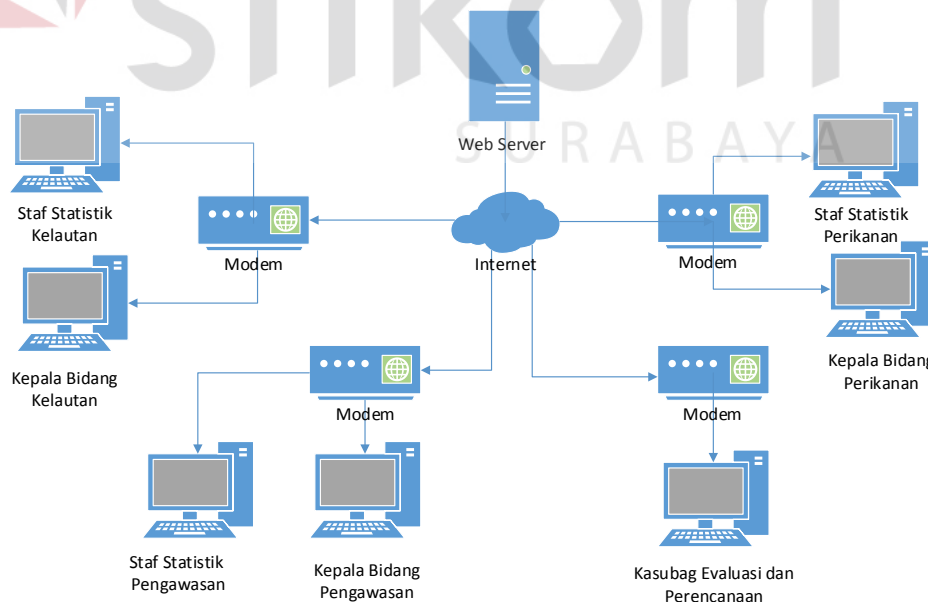 stikom
SURABAYA
Web Server
Staf Statistik
Kelautan
Staf Statistik
Perikanan
Modem
Internet
Modem
Kepala Bidang
Kelautan
Kepala Bidang
Perikanan
Modem
Modem
Staf Statistik
Pengawasan
Kepala Bidang
Pengawasan
Kasubag Evaluasi dan
Perencanaan